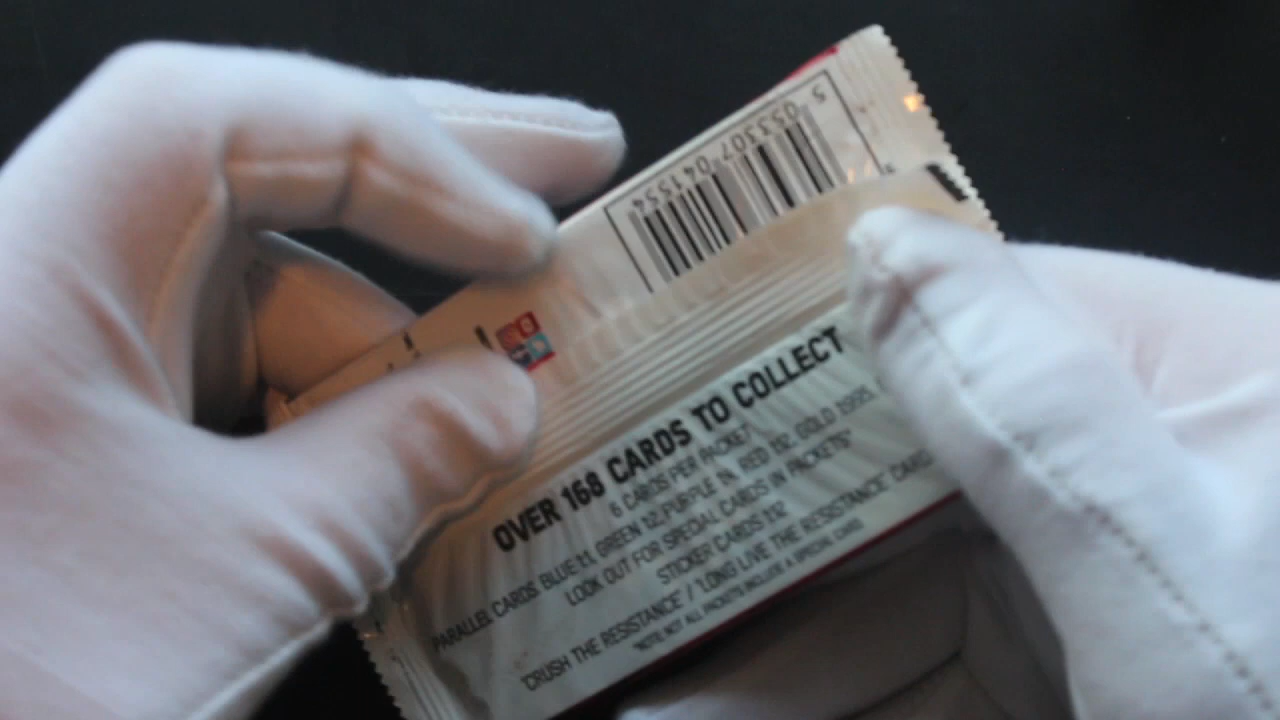 5 053307 041554
OVER 168 CARDS TO COLLECT
6 CARDS PER PACKET
PARALLEL CARDS: BLUE 1:1, GREEN 1:2, PURPLE 1:4, RED 1:12, GOLD 1:995.
LOOK OUT FOR SPECIAL CARDS IN PACKETS*
STICKER CARDS 1:12
'CRUSH THE RESISTANCE' / 'LONG LIVE THE RESISTANCE' CARD
*NOTE: NOT ALL PACKETS INCLUDE A SPECIAL CARD